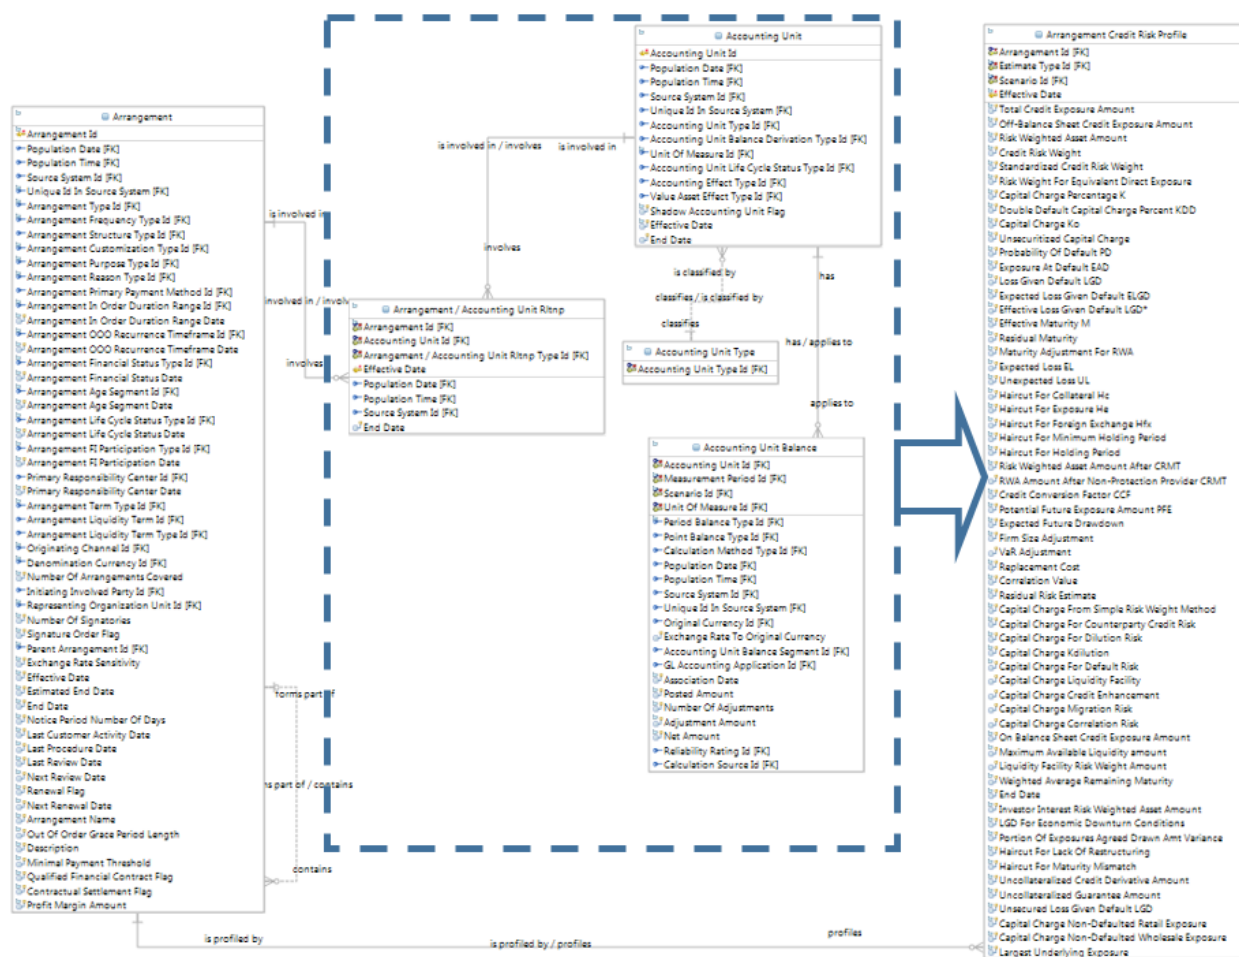 Arrangement
Arrangement Id
Population Date [FK]
Population Time [FK]
Source System Id [FK]
Unique Id In Source System [FK]
Arrangement Type Id [FK]
Arrangement Frequency Type Id [FK]
Arrangement Structure Type Id [FK]
Arrangement Customization Type Id [FK]
Arrangement Purpose Type Id [FK]
Arrangement Reason Type Id [FK]
Arrangement Primary Payment Method Id [FK]
Arrangement In Order Duration Range Id [FK]
Arrangement In Order Duration Range Date
Arrangement OOO Recurrence Timeframe Id [FK]
Arrangement OOO Recurrence Timeframe Date
Arrangement Financial Status Type Id [FK]
Arrangement Financial Status Date
Arrangement Age Segment Id [FK]
Arrangement Age Segment Date
Arrangement Life Cycle Status Type Id [FK]
Arrangement Life Cycle Status Date
Arrangement FI Participation Type Id [FK]
Arrangement FI Participation Date
Primary Responsibility Center Id [FK]
Primary Responsibility Center Date
Arrangement Term Type Id [FK]
Arrangement Liquidity Term Id [FK]
Arrangement Liquidity Term Type Id [FK]
Originating Channel Id [FK]
Denomination Currency Id [FK]
Number Of Arrangements Covered
Initiating Involved Party Id [FK]
Representing Organization Unit Id [FK]
Number Of Signatories
Signature Order Flag
Parent Arrangement Id [FK]
Exchange Rate Sensitivity
Effective Date
Estimated End Date
End Date
Notice Period Number Of Days
Last Customer Activity Date
Last Procedure Date
Last Review Date
Next Review Date
Renewal Flag
Next Renewal Date
Arrangement Name
Out Of Order Grace Period Length
Description
Minimal Payment Threshold
Qualified Financial Contract Flag
Contractual Settlement Flag
Profit Margin Amount
is involved in
involved in / involv
involves
forms part of
ns part of / contains
contains
is profiled by
is profiled by / profiles
profiles
is involved in / involves
is involved in
involves
Arrangement / Accounting Unit Rltnp
Arrangement Id [FK]
Accounting Unit Id [FK]
Arrangement / Accounting Unit Rltnp Type Id [FK]
Effective Date
Population Date [FK]
Population Time [FK]
Source System Id [FK]
End Date
Accounting Unit
Accounting Unit Id
Population Date [FK]
Population Time [FK]
Source System Id [FK]
Unique Id In Source System [FK]
Accounting Unit Type Id [FK]
Accounting Unit Balance Derivation Type Id [FK]
Unit Of Measure Id [FK]
Accounting Unit Life Cycle Status Type Id [FK]
Accounting Effect Type Id [FK]
Value Asset Effect Type Id [FK]
Shadow Accounting Unit Flag
Effective Date
End Date
is classified by
classifies / is classified by
classifies
has
has / applies to
applies to
Accounting Unit Type
Accounting Unit Type Id [FK]
Accounting Unit Balance
Accounting Unit Id [FK]
Measurement Period Id [FK]
Scenario Id [FK]
Unit Of Measure Id [FK]
Period Balance Type Id [FK]
Point Balance Type Id [FK]
Calculation Method Type Id [FK]
Population Date [FK]
Population Time [FK]
Source System Id [FK]
Unique Id In Source System [FK]
Original Currency Id [FK]
Exchange Rate To Original Currency
Accounting Unit Balance Segment Id [FK]
GL Accounting Application Id [FK]
Association Date
Posted Amount
Number Of Adjustments
Adjustment Amount
Net Amount
Reliability Rating Id [FK]
Calculation Source Id [FK]
Arrangement Credit Risk Profile
Arrangement Id [FK]
Estimate Type Id [FK]
Scenario Id [FK]
Effective Date
Total Credit Exposure Amount
Off-Balance Sheet Credit Exposure Amount
Risk Weighted Asset Amount
Credit Risk Weight
Standardized Credit Risk Weight
Risk Weight For Equivalent Direct Exposure
Capital Charge Percentage K
Double Default Capital Charge Percent KDD
Capital Charge Ko
Unsecuritized Capital Charge
Probability Of Default PD
Exposure At Default EAD
Loss Given Default LGD
Expected Loss Given Default ELGD
Effective Loss Given Default LGD*
Effective Maturity M
Residual Maturity
Maturity Adjustment For RWA
Expected Loss EL
Unexpected Loss UL
Haircut For Collateral Hc
Haircut For Exposure He
Haircut For Foreign Exchange Hfx
Haircut For Minimum Holding Period
Haircut For Holding Period
Risk Weighted Asset Amount After CRMT
RWA Amount After Non-Protection Provider CRMT
Credit Conversion Factor CCF
Potential Future Exposure Amount PFE
Expected Future Drawdown
Firm Size Adjustment
VaR Adjustment
Replacement Cost
Correlation Value
Residual Risk Estimate
Capital Charge From Simple Risk Weight Method
Capital Charge For Counterparty Credit Risk
Capital Charge For Dilution Risk
Capital Charge Kdilution
Capital Charge For Default Risk
Capital Charge Liquidity Facility
Capital Charge Credit Enhancement
Capital Charge Migration Risk
Capital Charge Correlation Risk
On Balance Sheet Credit Exposure Amount
Maximum Available Liquidity amount
Liquidity Facility Risk Weight Amount
Weighted Average Remaining Maturity
End Date
Investor Interest Risk Weighted Asset Amount
LGD For Economic Downturn Conditions
Portion Of Exposures Agreed Drawn Amt Variance
Haircut For Lack Of Restructuring
Haircut For Maturity Mismatch
Uncollateralized Credit Derivative Amount
Uncollateralized Guarantee Amount
Unsecured Loss Given Default LGD
Capital Charge Non-Defaulted Retail Exposure
Capital Charge Non-Defaulted Wholesale Exposure
Largest Underlying Exposure